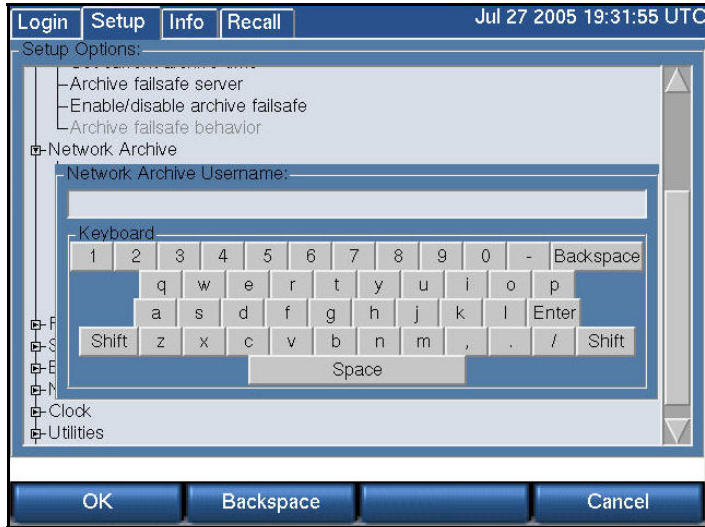 Login Setup Info Recall Jul 27 2005 19:31:55 UTC
Setup Options:
Archive failsafe server
Enable/disable archive failsafe
Archive failsafe behavior
Network Archive
Network Archive Username:
Keyboard
1 2 3 4 5 6 7 8 9 0 - Backspace
q w e r t y u i o p
a s d f g h j k l Enter
Shift z x c v b n m , . / Shift
Space
Clock
Utilities
OK Backspace Cancel